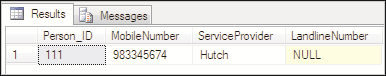 Results Messages
Person_ID MobileNumber ServiceProvider LandlineNumber
1 111 983345674 Hutch NULL